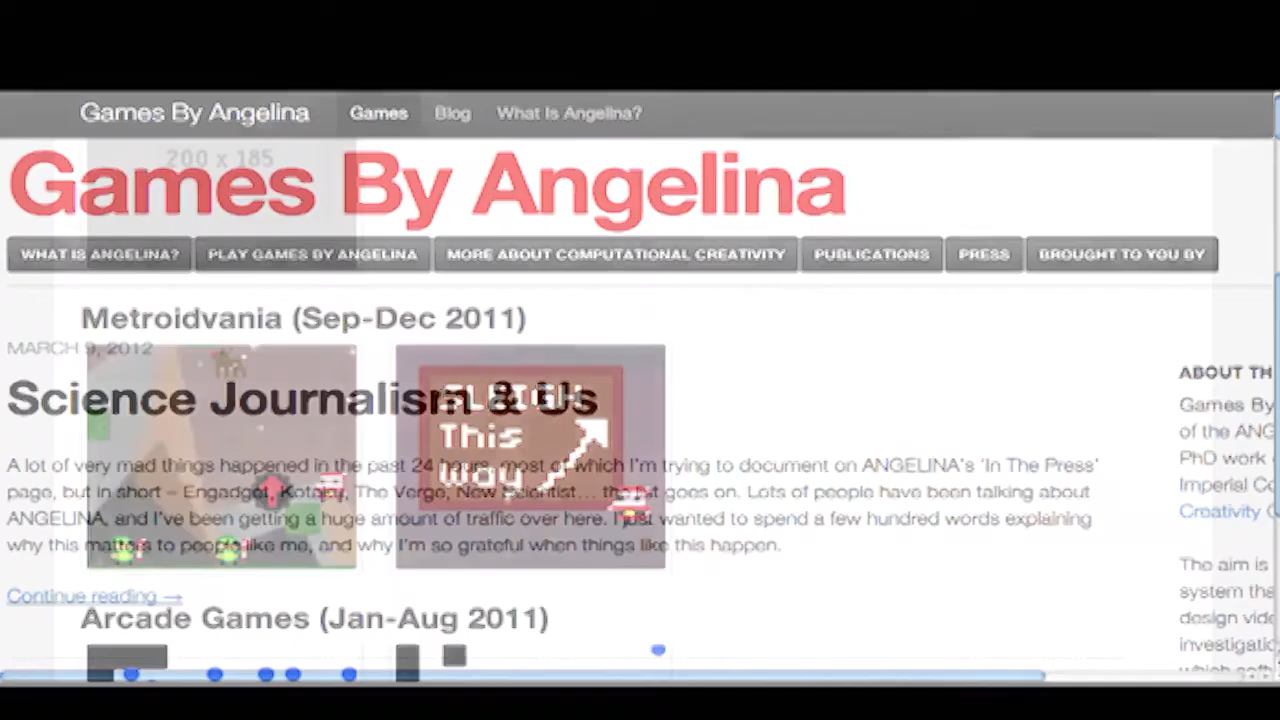 Games By Angelina Games Blog What Is Angelina?
200 x 185
Games By Angelina
WHAT IS ANGELINA? PLAY GAMES BY ANGELINA MORE ABOUT COMPUTATIONAL CREATIVITY PUBLICATIONS PRESS BROUGHT TO YOU BY
Metroidvania (Sep-Dec 2011)
MARCH 9, 2012
Science Journalism & Us
SLEIGH
This
way
A lot of very mad things happened in the past 24 hours, most of which I'm trying to document on ANGELINA's 'In The Press'
page, but in short – Engadget, Kotaku, The Verge, New Scientist... the list goes on. Lots of people have been talking about
ANGELINA, and I've been getting a huge amount of traffic over here. I just wanted to spend a few hundred words explaining
why this matters to people like me, and why I'm so grateful when things like this happen.
Continue reading →
Arcade Games (Jan-Aug 2011)
ABOUT TH
Games By
of the ANG
PhD work
Imperial Co
Creativity
The aim is
system tha
design vide
investigati
which soft